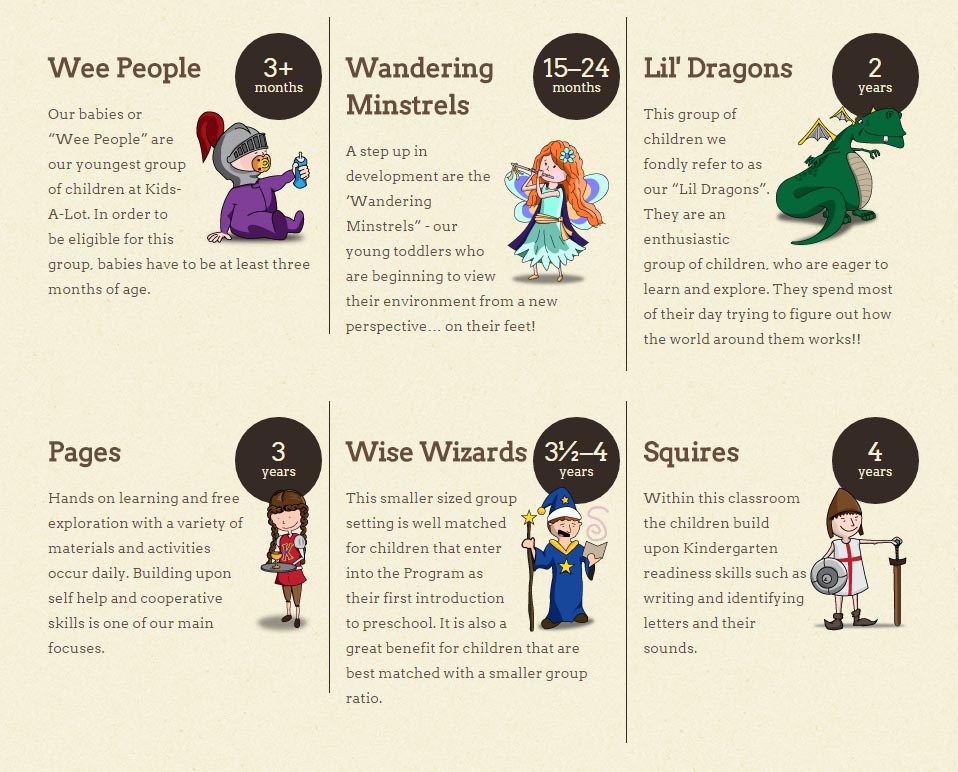 Wee People
3+
months
Our babies or
“Wee People” are
our youngest group
of children at Kids-
A-Lot. In order to
be eligible for this
group, babies have to be at least three
months of age.
Wandering
Minstrels
15–24
months
A step up in
development are the
‘Wandering
Minstrels” - our
young toddlers who
are beginning to view
their environment from a new
perspective… on their feet!
Lil' Dragons
2
years
This group of
children we
fondly refer to as
our “Lil Dragons”.
They are an
enthusiastic
group of children, who are eager to
learn and explore. They spend most
of their day trying to figure out how
the world around them works!!
Pages
3
years
Hands on learning and free
exploration with a variety of
materials and activities
occur daily. Building upon
self help and cooperative
skills is one of our main
focuses.
K
Wise Wizards
3½–4
years
This smaller sized group
setting is well matched
for children that enter
into the Program as
their first introduction
to preschool. It is also a
great benefit for children that are
best matched with a smaller group
ratio.
Squires
4
years
Within this classroom
the children build
upon Kindergarten
readiness skills such as
writing and identifying
letters and their
sounds.